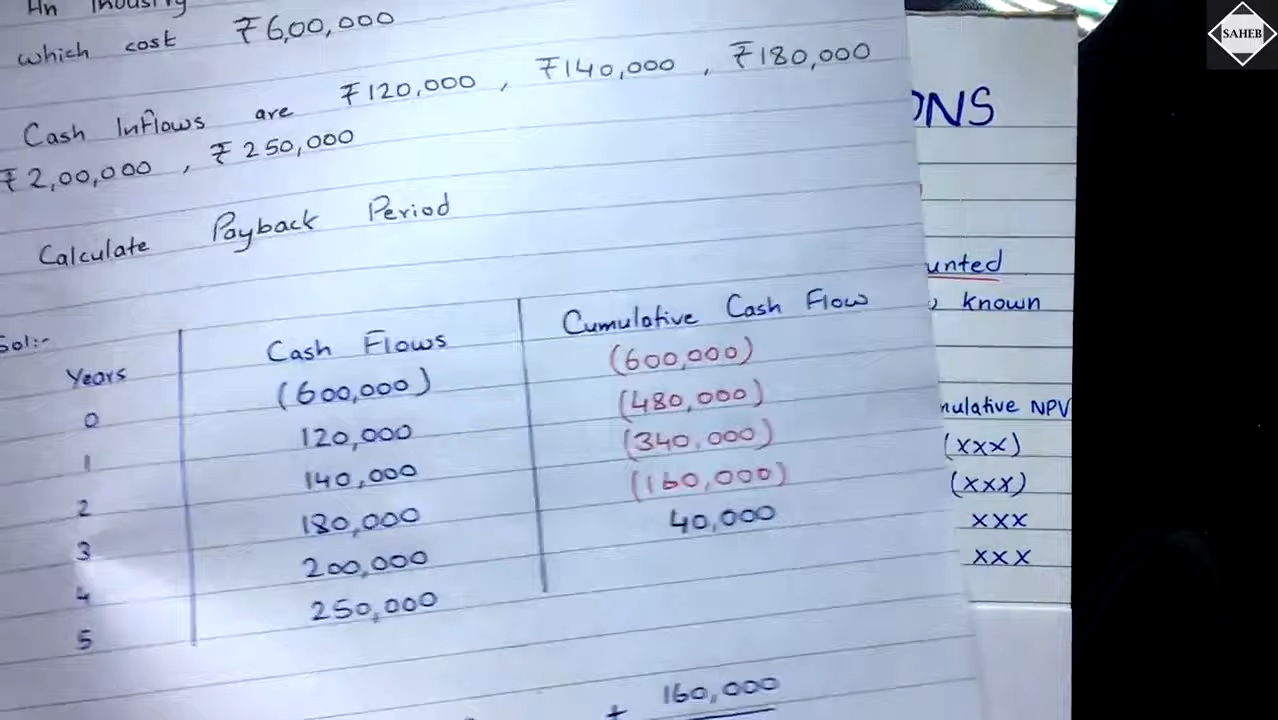 An Industry
which cost ₹6,00,000
Cash Inflows are ₹120,000 , ₹140,000 , ₹180,000
₹2,00,000 , ₹250,000
Calculate Payback Period
Sol:-
Years Cash Flows Cumulative Cash Flow
0 (600,000) (600,000)
1 120,000 (480,000)
2 140,000 (340,000)
3 180,000 (160,000)
4 200,000 40,000
5 250,000
+ 160,000
ONS
unted
known
mulative NPV
(xxx)
(xxx)
xxx
xxx
SAHEB